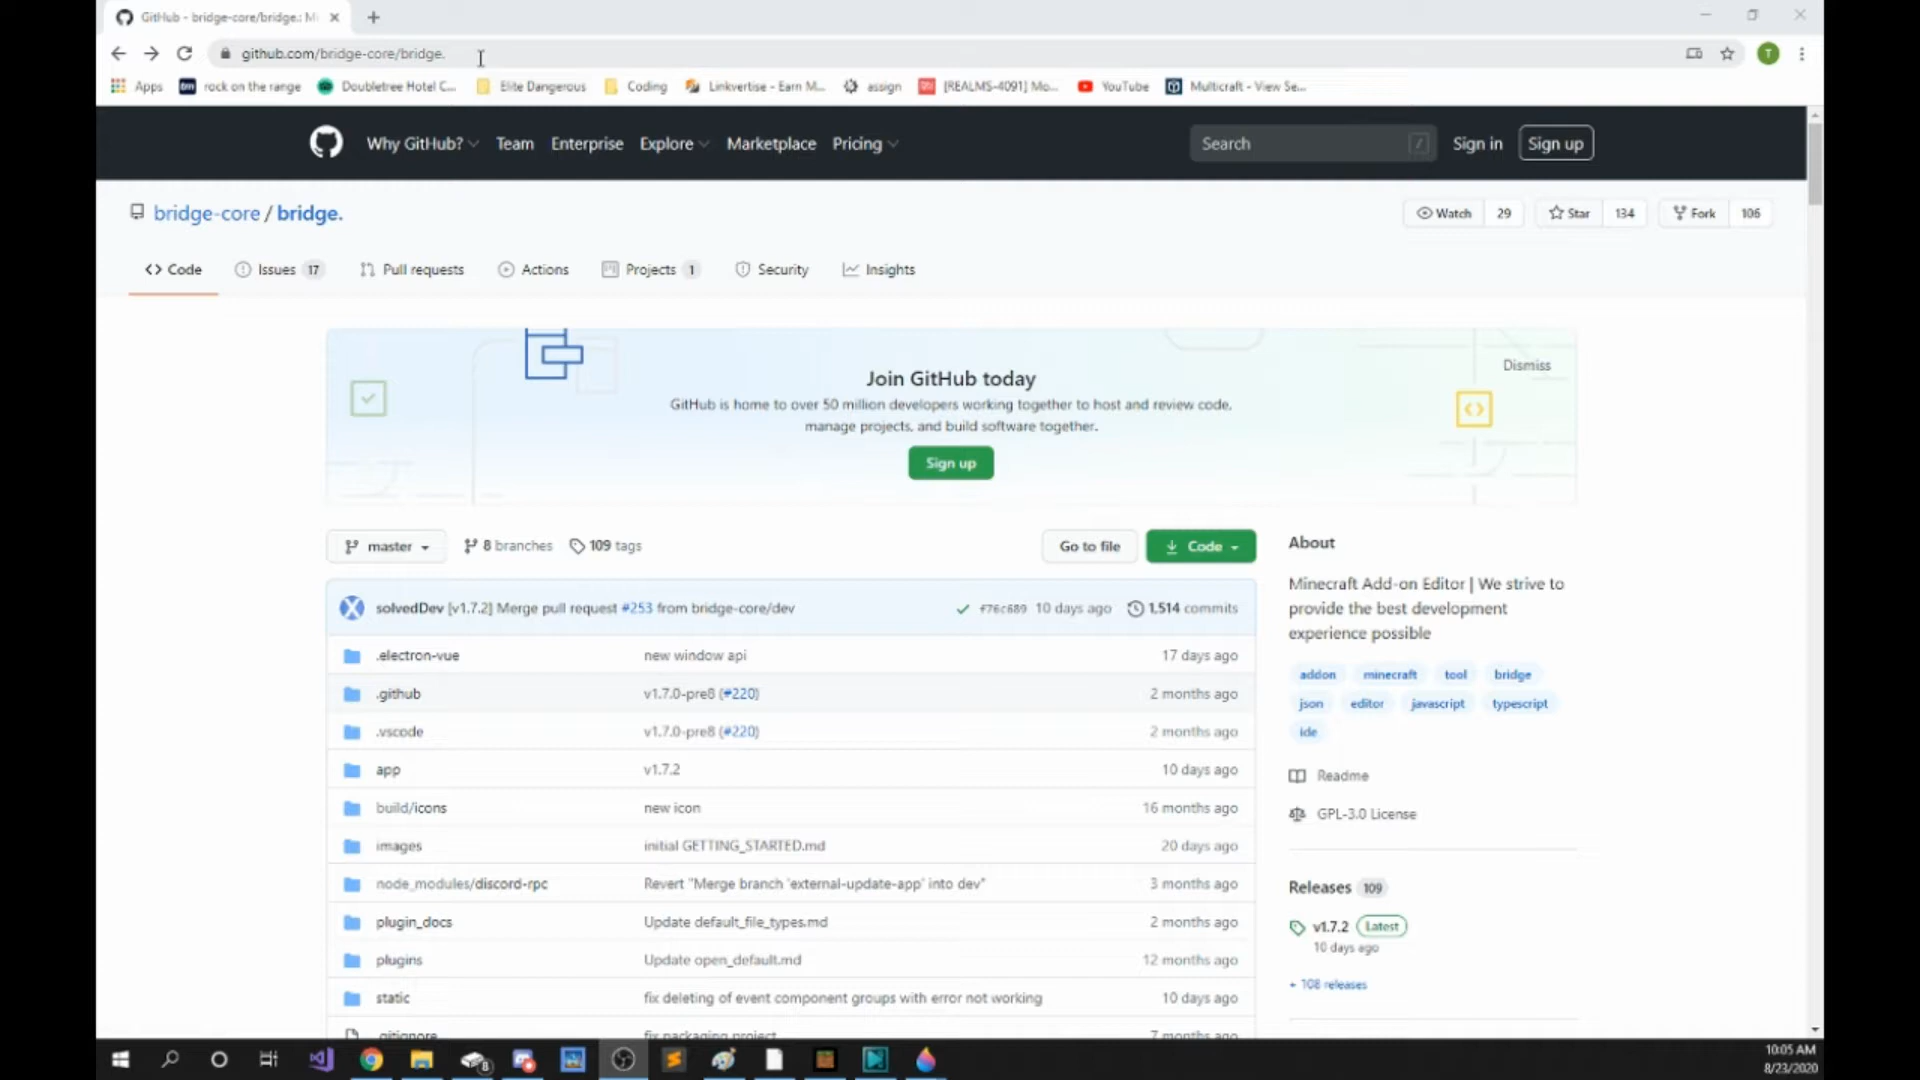 GitHub - bridge-core/bridge.: Mi
github.com/bridge-core/bridge.
Apps
rock on the range
Doubletree Hotel C...
Elite Dangerous
Coding
Linkvertise - Earn M...
assign
[REALMS-4091] Mo...
YouTube
Multicraft - View Se...
T
Why GitHub?
Team
Enterprise
Explore
Marketplace
Pricing
Search
/
Sign in
Sign up
bridge-core / bridge.
Watch 29
Star 134
Fork 106
Code
Issues 17
Pull requests
Actions
Projects 1
Security
Insights
Join GitHub today
Dismiss
GitHub is home to over 50 million developers working together to host and review code,
manage projects, and build software together.
Sign up
master
8 branches
109 tags
Go to file
Code
solvedDev [v1.7.2] Merge pull request #253 from bridge-core/dev
f76c689 10 days ago
1,514 commits
.electron-vue new window api 17 days ago
.github v1.7.0-pre8 (#220) 2 months ago
.vscode v1.7.0-pre8 (#220) 2 months ago
app v1.7.2 10 days ago
build/icons new icon 16 months ago
images initial GETTING_STARTED.md 20 days ago
node_modules/discord-rpc Revert "Merge branch 'external-update-app' into dev" 3 months ago
plugin_docs Update default_file_types.md 2 months ago
plugins Update open_default.md 12 months ago
static fix deleting of event component groups with error not working 10 days ago
.gitignore fix packaging project 7 months ago
About
Minecraft Add-on Editor | We strive to
provide the best development
experience possible
addon minecraft tool bridge
json editor javascript typescript
ide
Readme
GPL-3.0 License
Releases 109
v1.7.2 Latest
10 days ago
+ 108 releases
8
10:05 AM
8/23/2020